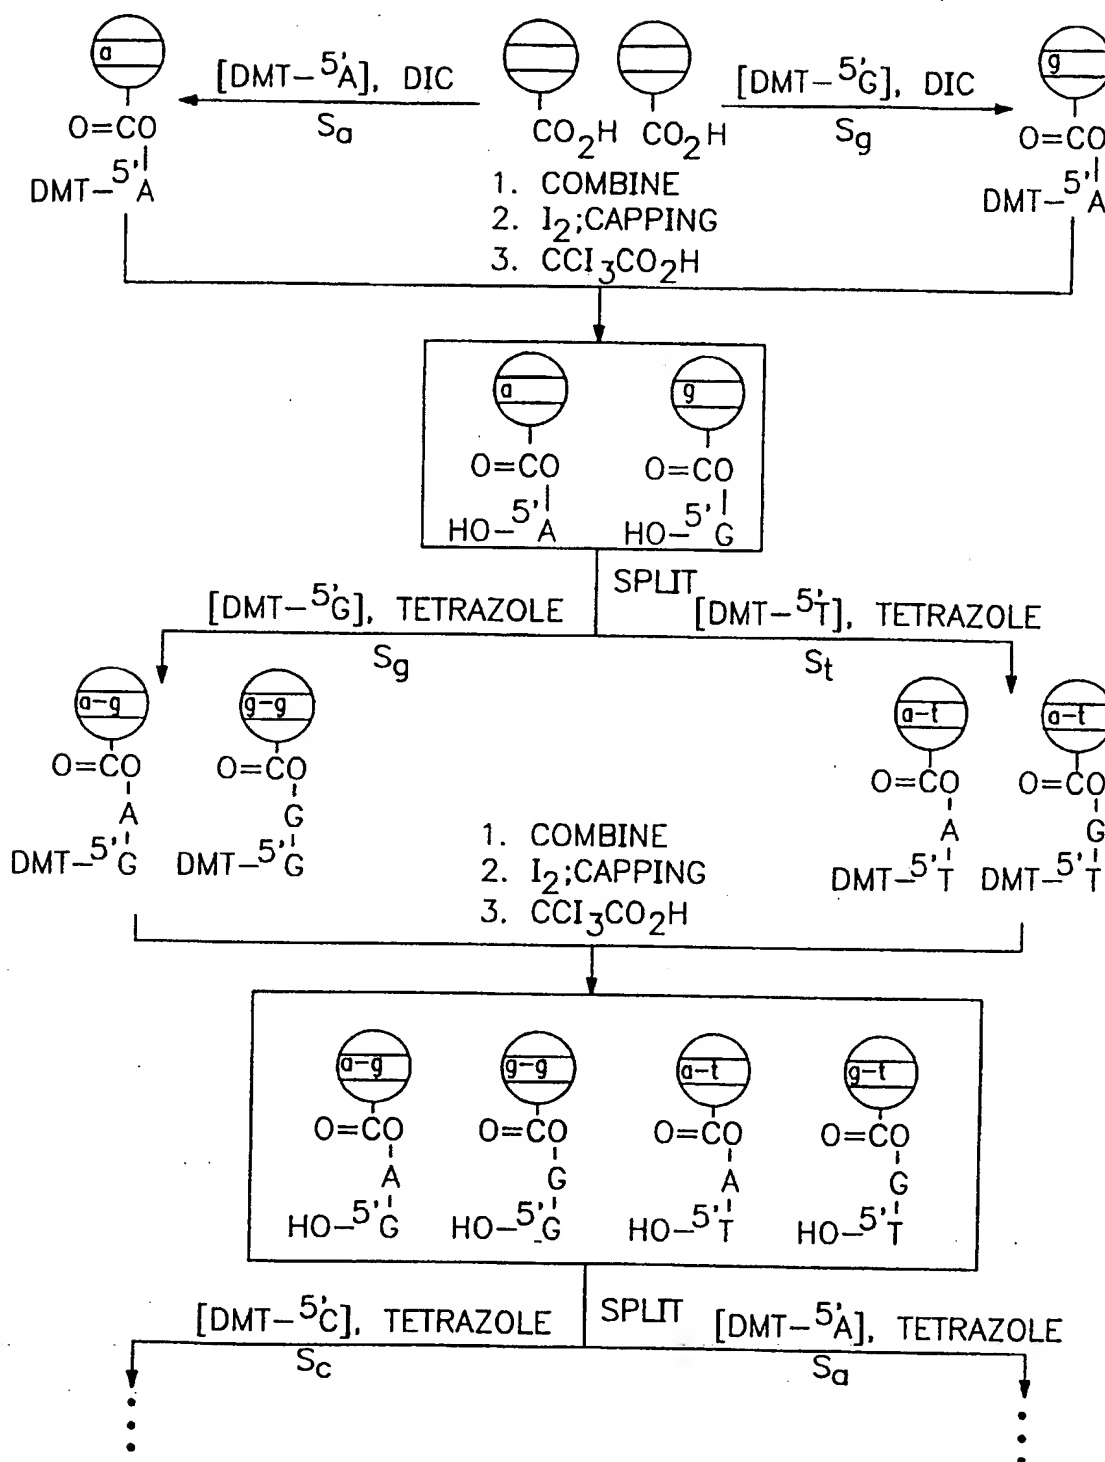 a
g
[DMT-5'A], DIC
[DMT-5'G], DIC
Sa
Sg
CO2H CO2H
O=CO
O=CO
DMT-5'A
DMT-5'A
1. COMBINE
2. I2;CAPPING
3. CCl3CO2H
a g
O=CO O=CO
HO-5'A HO-5'G
SPLIT
[DMT-5'G], TETRAZOLE
[DMT-5'T], TETRAZOLE
Sg
St
a-g g-g a-t a-t
O=CO O=CO O=CO O=CO
A G A G
DMT-5'G DMT-5'G DMT-5'T DMT-5'T
1. COMBINE
2. I2;CAPPING
3. CCl3CO2H
a-g g-g a-t g-t
O=CO O=CO O=CO O=CO
A G A G
HO-5'G HO-5'G HO-5'T HO-5'T
SPLIT
[DMT-5'C], TETRAZOLE
[DMT-5'A], TETRAZOLE
Sc
Sa